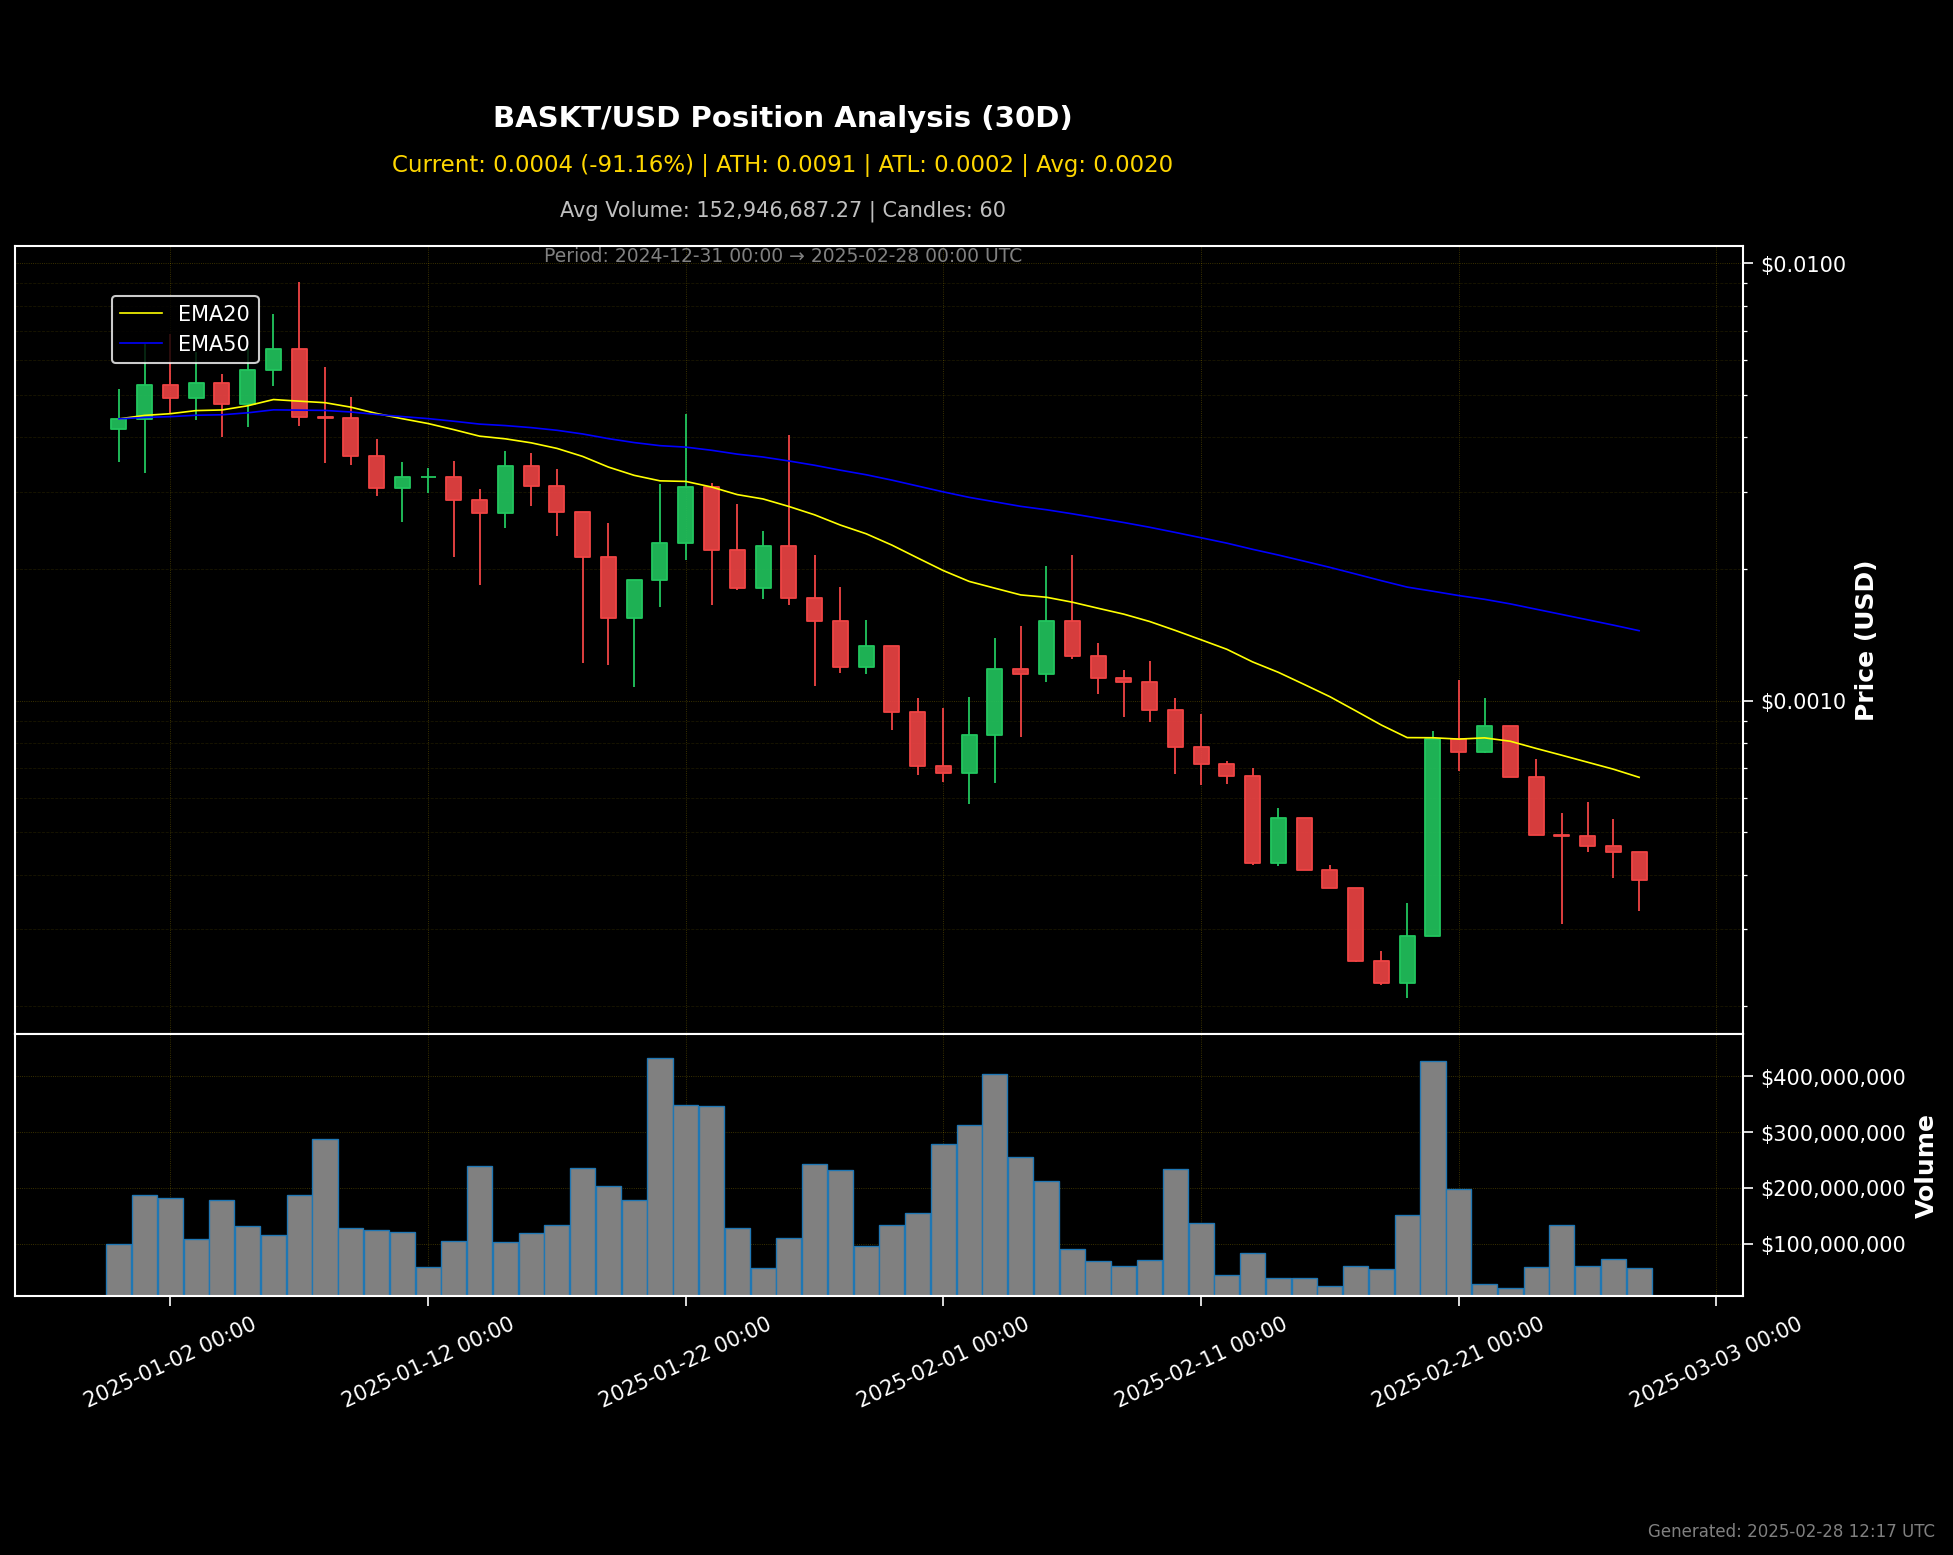 BASKT/USD Position Analysis (30D)
Current: 0.0004 (-91.16%) | ATH: 0.0091 | ATL: 0.0002 | Avg: 0.0020
Avg Volume: 152,946,687.27 | Candles: 60
Period: 2024-12-31 00:00 → 2025-02-28 00:00 UTC
EMA20
EMA50
$0.0100
$0.0010
Price (USD)
$400,000,000
$300,000,000
$200,000,000
$100,000,000
Volume
2025-01-02 00:00
2025-01-12 00:00
2025-01-22 00:00
2025-02-01 00:00
2025-02-11 00:00
2025-02-21 00:00
2025-03-03 00:00
Generated: 2025-02-28 12:17 UTC